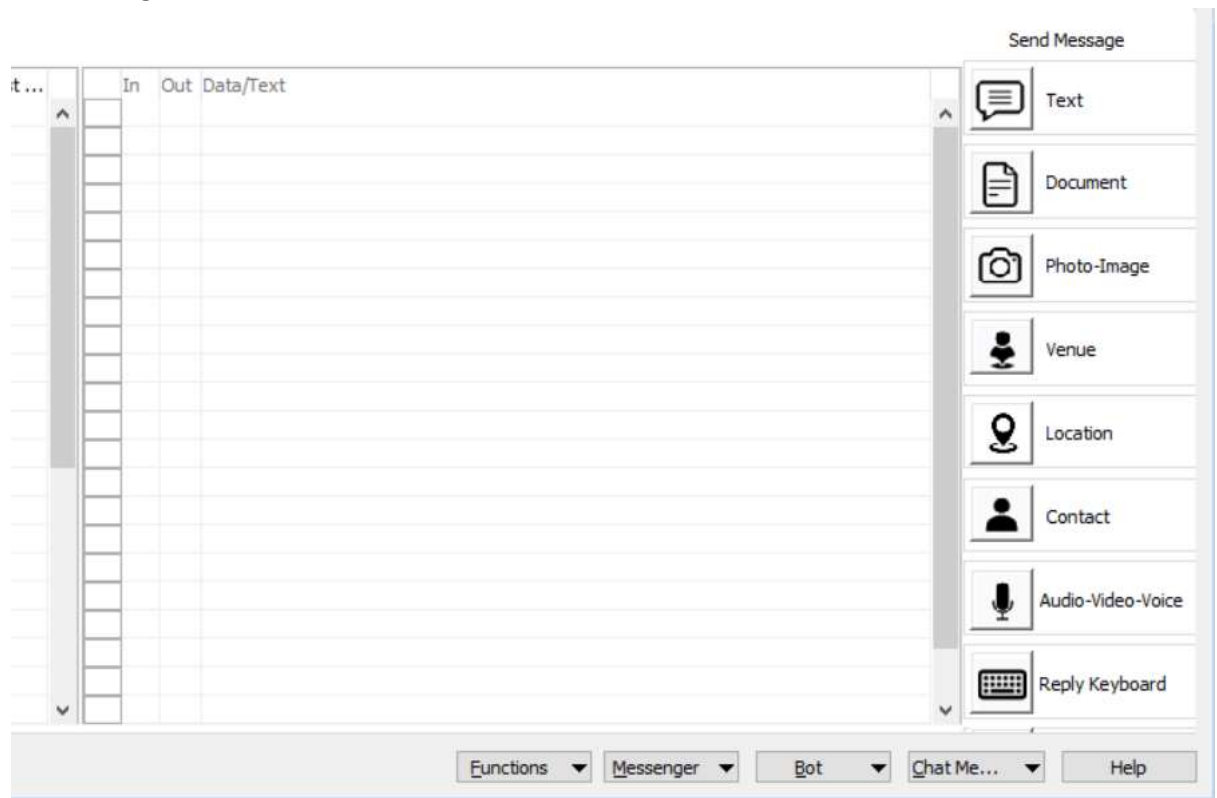 Send Message
st ...
In Out Data/Text
Text
Document
Photo-Image
Venue
Location
Contact
Audio-Video-Voice
Reply Keyboard
Functions Messenger Bot Chat Me... Help